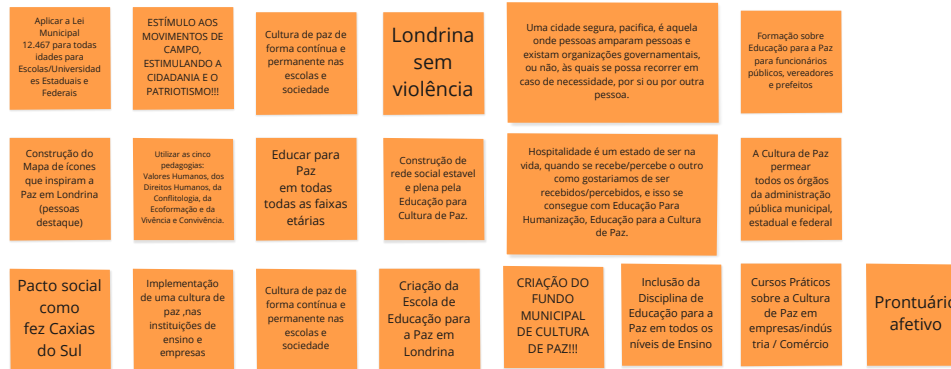 Aplicar a Lei
Municipal
12.467 para todas
idades para
Escolas/Universidad
es Estaduais e
Federais
ESTÍMULO AOS
MOVIMENTOS DE
CAMPO,
ESTIMULANDO A
CIDADANIA E O
PATRIOTISMO!!!
Cultura de paz de
forma contínua e
permanente nas
escolas e
sociedade
Londrina
sem
violência
Uma cidade segura, pacifica, é aquela
onde pessoas amparam pessoas e
existam organizações governamentais,
ou não, às quais se possa recorrer em
caso de necessidade, por si ou por outra
pessoa.
Formação sobre
Educação para a Paz
para funcionários
públicos, vereadores
e prefeitos
Construção do
Mapa de ícones
que inspiram a
Paz em Londrina
(pessoas
destaque)
Utilizar as cinco
pedagogias:
Valores Humanos, dos
Direitos Humanos, da
Conflitologia, da
Ecoformação e da
Vivência e Convivência.
Educar para
Paz
em todas
todas as faixas
etárias
Construção de
rede social estavel
e plena pela
Educação para
Cultura de Paz.
Hospitalidade é um estado de ser na
vida, quando se recebe/percebe o outro
como gostariamos de ser
recebidos/percebidos, e isso se
consegue com Educação Para
Humanização, Educação para a Cultura
de Paz.
A Cultura de Paz
permear
todos os órgãos
da administração
pública municipal,
estadual e federal
Pacto social
como
fez Caxias
do Sul
Implementação
de uma cultura de
paz ,nas
instituições de
ensino e
empresas
Cultura de paz de
forma contínua e
permanente nas
escolas e
sociedade
Criação da
Escola de
Educação para
a Paz em
Londrina
CRIAÇÃO DO
FUNDO
MUNICIPAL
DE CULTURA
DE PAZ!!!
Inclusão da
Disciplina de
Educação para a
Paz em todos os
níveis de Ensino
Cursos Práticos
sobre a Cultura
de Paz em
empresas/indús
tria / Comércio
Prontuário
afetivo